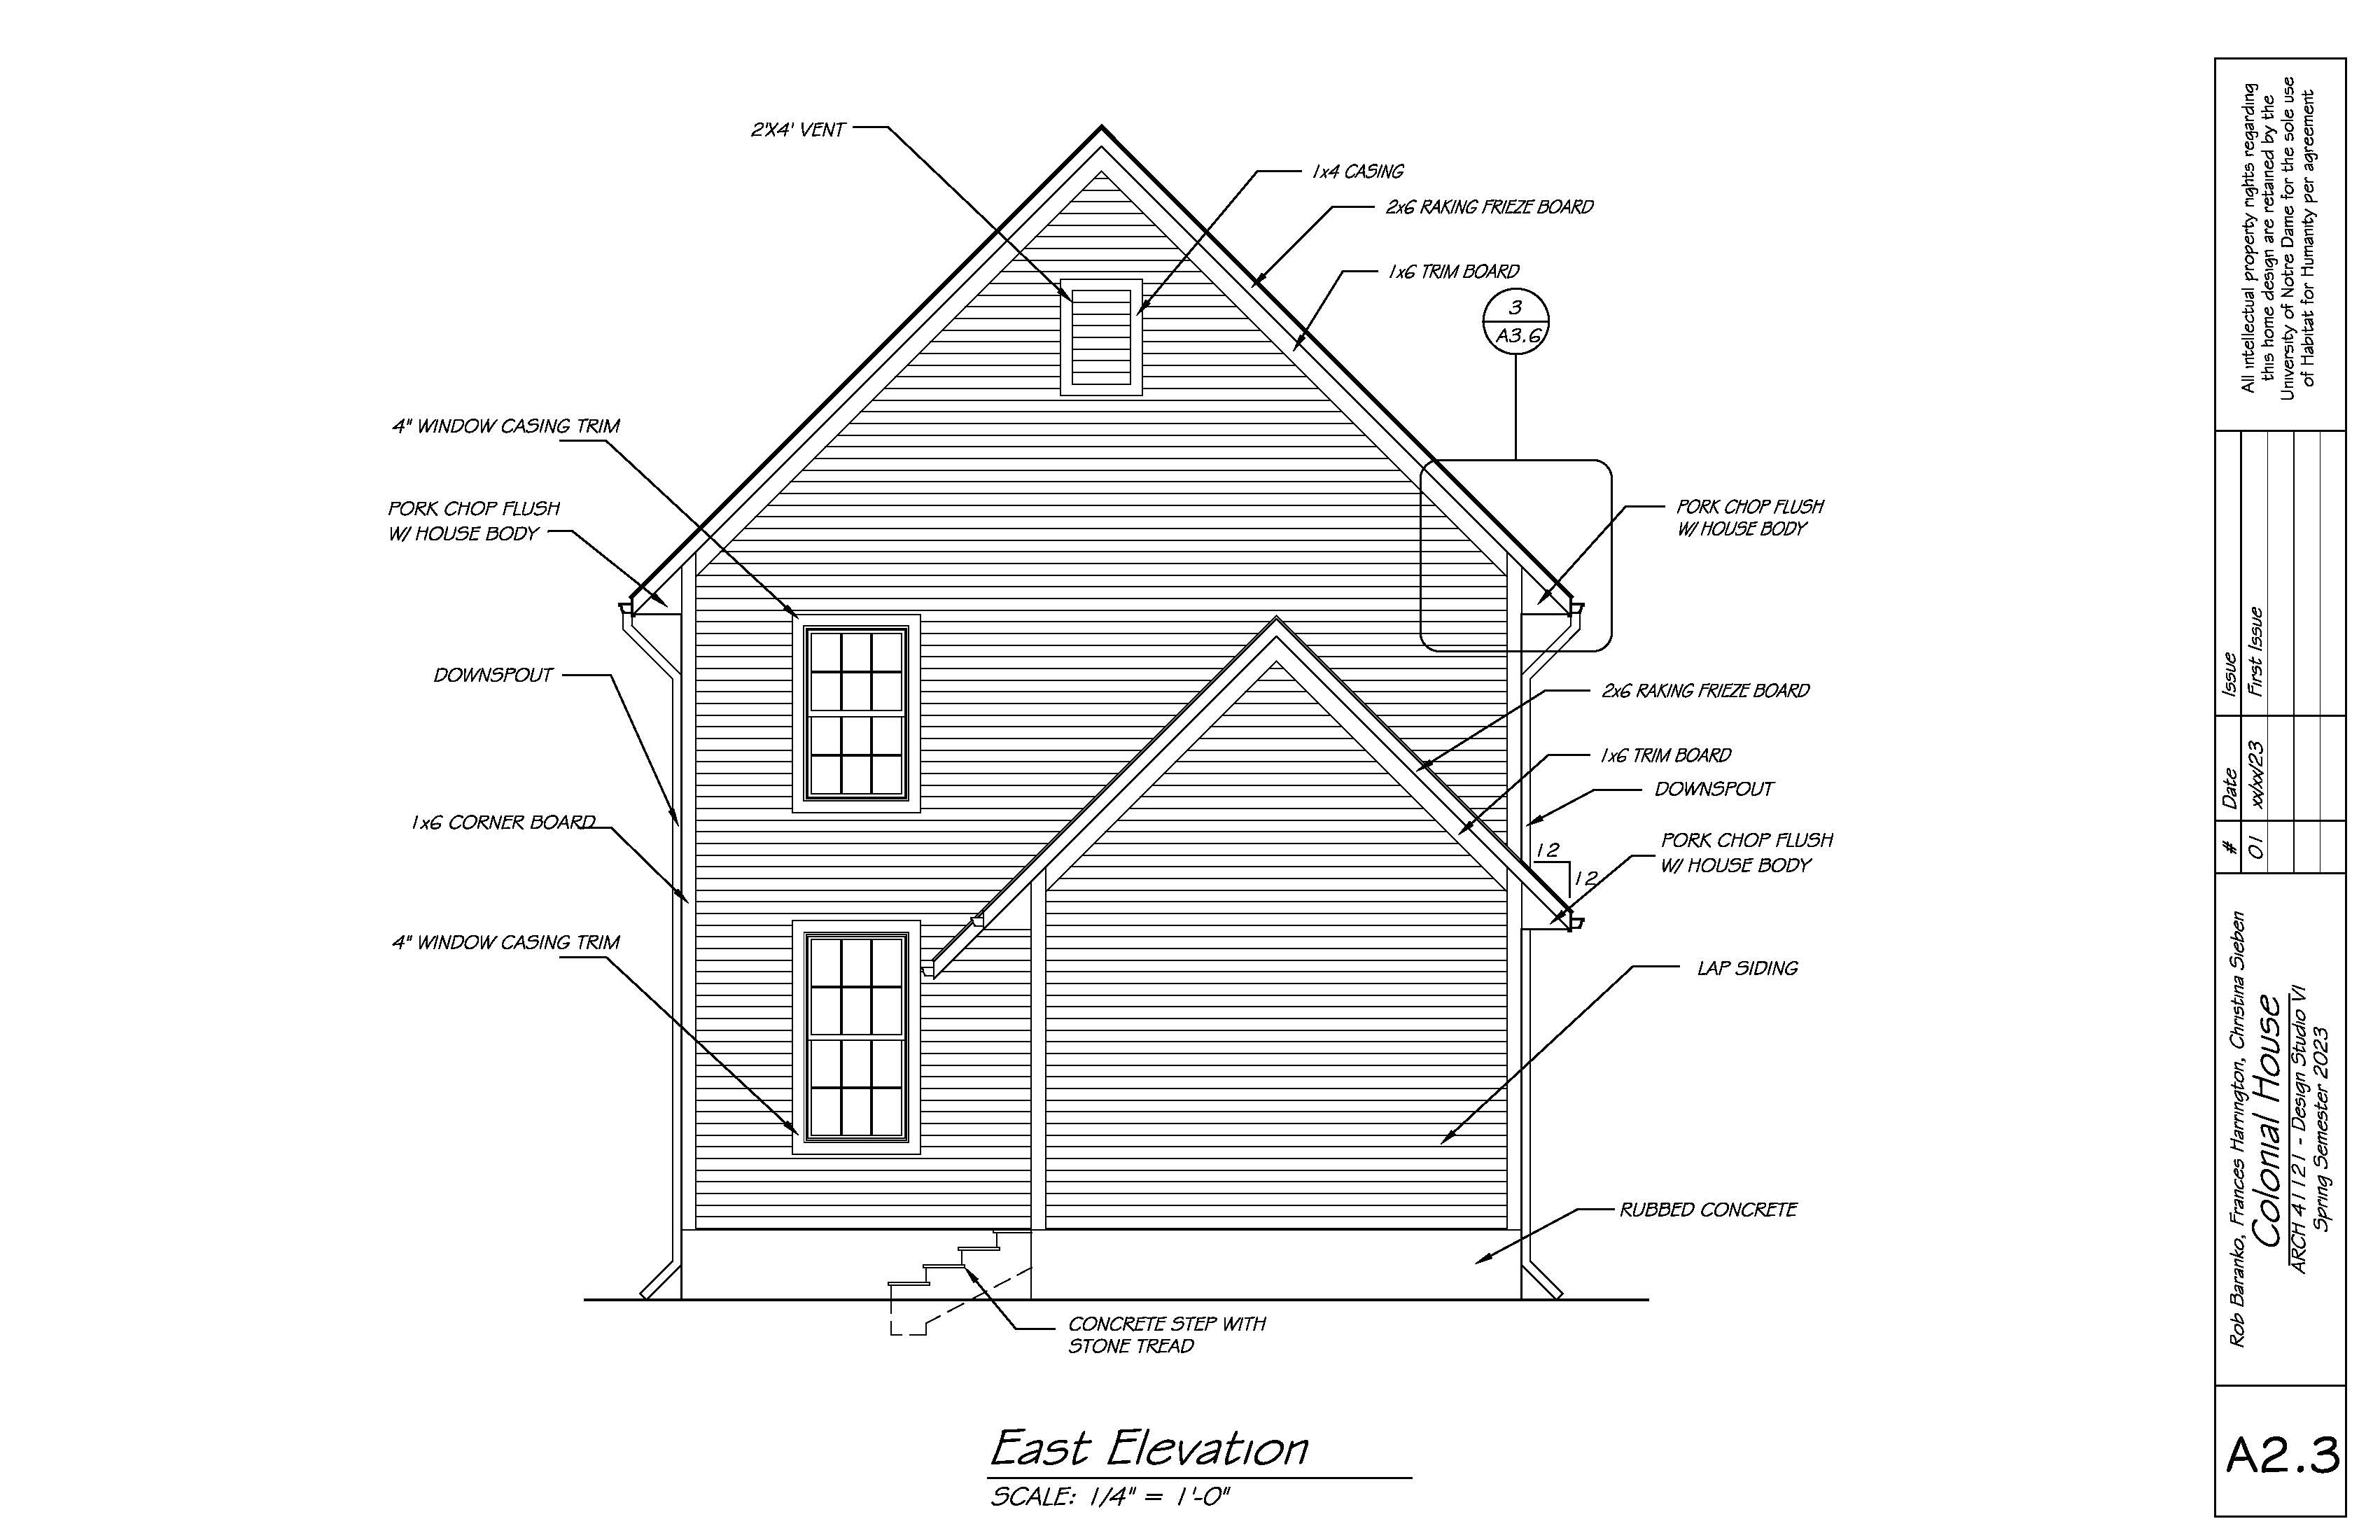 2'X4' VENT
1x4 CASING
2x6 RAKING FRIEZE BOARD
1x6 TRIM BOARD
3
A3.6
4" WINDOW CASING TRIM
PORK CHOP FLUSH
W/ HOUSE BODY
PORK CHOP FLUSH
W/ HOUSE BODY
DOWNSPOUT
2x6 RAKING FRIEZE BOARD
1x6 TRIM BOARD
DOWNSPOUT
1x6 CORNER BOARD
12
12
PORK CHOP FLUSH
W/ HOUSE BODY
4" WINDOW CASING TRIM
LAP SIDING
RUBBED CONCRETE
CONCRETE STEP WITH
STONE TREAD
East Elevation
SCALE: 1/4" = 1'-0"
All intellectual property rights regarding
this home design are retained by the
University of Notre Dame for the sole use
of Habitat for Humanity per agreement
# Date Issue
01 xx/xx/23 First Issue
Rob Baranko, Frances Harrington, Christina Sieben
Colonial House
ARCH 41121 - Design Studio VI
Spring Semester 2023
A2.3